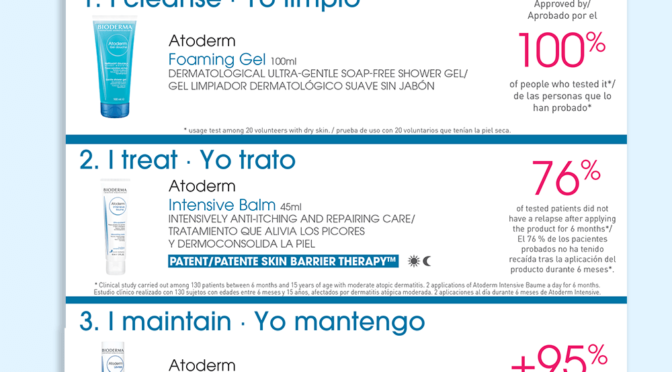 1. I cleanse · Yo limpio
Approved by/
Aprobado por el
BIODERMA
Atoderm
Atoderm
Foaming Gel 100ml
DERMATOLOGICAL ULTRA-GENTLE SOAP-FREE SHOWER GEL/
GEL LIMPIADOR DERMATOLÓGICO SUAVE SIN JABÓN
100%
of people who tested it*/
de las personas que lo
han probado*
* usage test among 20 volunteers with dry skin. / prueba de uso con 20 voluntarios que tenían la piel seca.
2. I treat · Yo trato
BIODERMA
Atoderm
Atoderm
Intensive Balm 45ml
INTENSIVELY ANTI-ITCHING AND REPAIRING CARE/
TRATAMIENTO QUE ALIVIA LOS PICORES
Y DERMOCONSOLIDA LA PIEL
PATENT/PATENTE SKIN BARRIER THERAPY™
76%
of tested patients did not
have a relapse after applying
the product for 6 months*/
El 76 % de los pacientes
probados no ha tenido
recaída tras la aplicación del
producto durante 6 meses*.
* Clinical study carried out among 130 patients between 6 months and 15 years of age with moderate atopic dermatitis. 2 applications of Atoderm Intensive Baume a day for 6 months.
Estudio clínico realizado con 130 sujetos con edades entre 6 meses y 15 años, afectados por dermatitis atópica moderada. 2 aplicaciones al día durante 6 meses de Atoderm Intensive.
3. I maintain · Yo mantengo
BIODERMA
Atoderm
Atoderm
+95%